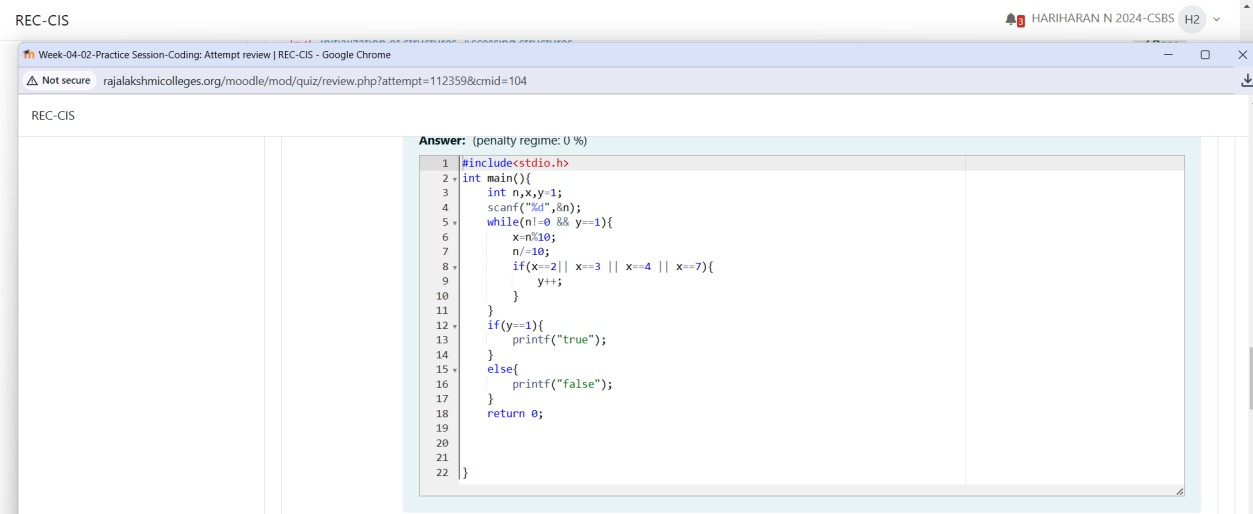 REC-CIS
3 HARIHARAN N 2024-CSBS H2
Week-04-02-Practice Session-Coding: Attempt review | REC-CIS - Google Chrome
Not secure rajalakshmicolleges.org/moodle/mod/quiz/review.php?attempt=112359&cmid=104
REC-CIS
Answer: (penalty regime: 0 %)
1 #include<stdio.h>
2 int main(){
3 int n,x,y=1;
4 scanf("%d",&n);
5 while(n!=0 && y==1){
6 x=n%10;
7 n/=10;
8 if(x==2|| x==3 || x==4 || x==7){
9 y++;
10 }
11 }
12 if(y==1){
13 printf("true");
14 }
15 else{
16 printf("false");
17 }
18 return 0;
19
20
21
22 }